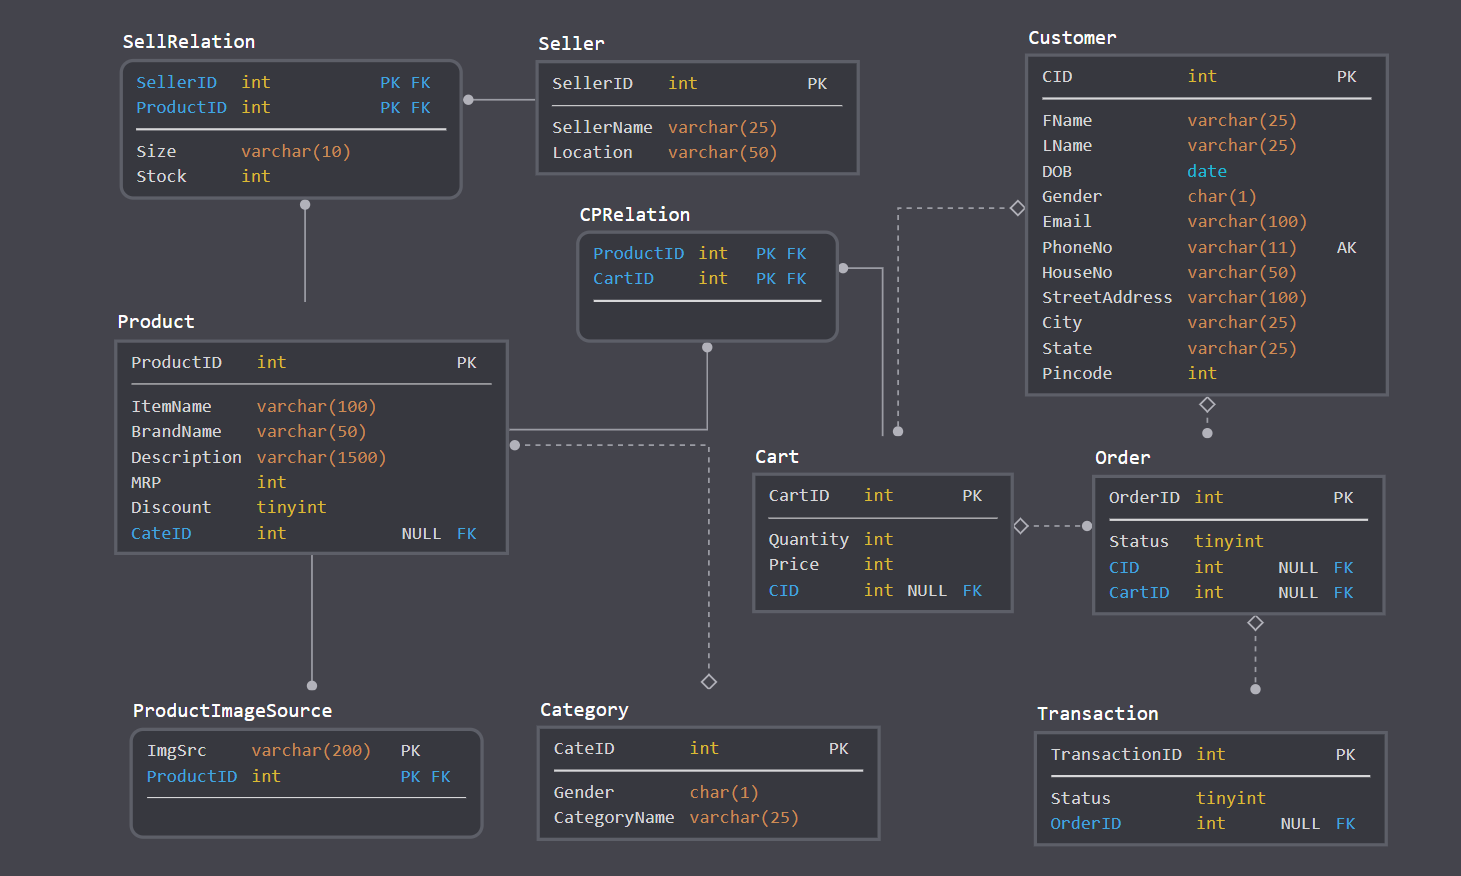 SellRelation
SellerID int PK FK
ProductID int PK FK
Size varchar(10)
Stock int
Seller
SellerID int PK
SellerName varchar(25)
Location varchar(50)
Customer
CID int PK
FName varchar(25)
LName varchar(25)
DOB date
Gender char(1)
Email varchar(100)
PhoneNo varchar(11) AK
HouseNo varchar(50)
StreetAddress varchar(100)
City varchar(25)
State varchar(25)
Pincode int
CPRelation
ProductID int PK FK
CartID int PK FK
Product
ProductID int PK
ItemName varchar(100)
BrandName varchar(50)
Description varchar(1500)
MRP int
Discount tinyint
CateID int NULL FK
Cart
CartID int PK
Quantity int
Price int
CID int NULL FK
Order
OrderID int PK
Status tinyint
CID int NULL FK
CartID int NULL FK
ProductImageSource
ImgSrc varchar(200) PK
ProductID int PK FK
Category
CateID int PK
Gender char(1)
CategoryName varchar(25)
Transaction
TransactionID int PK
Status tinyint
OrderID int NULL FK